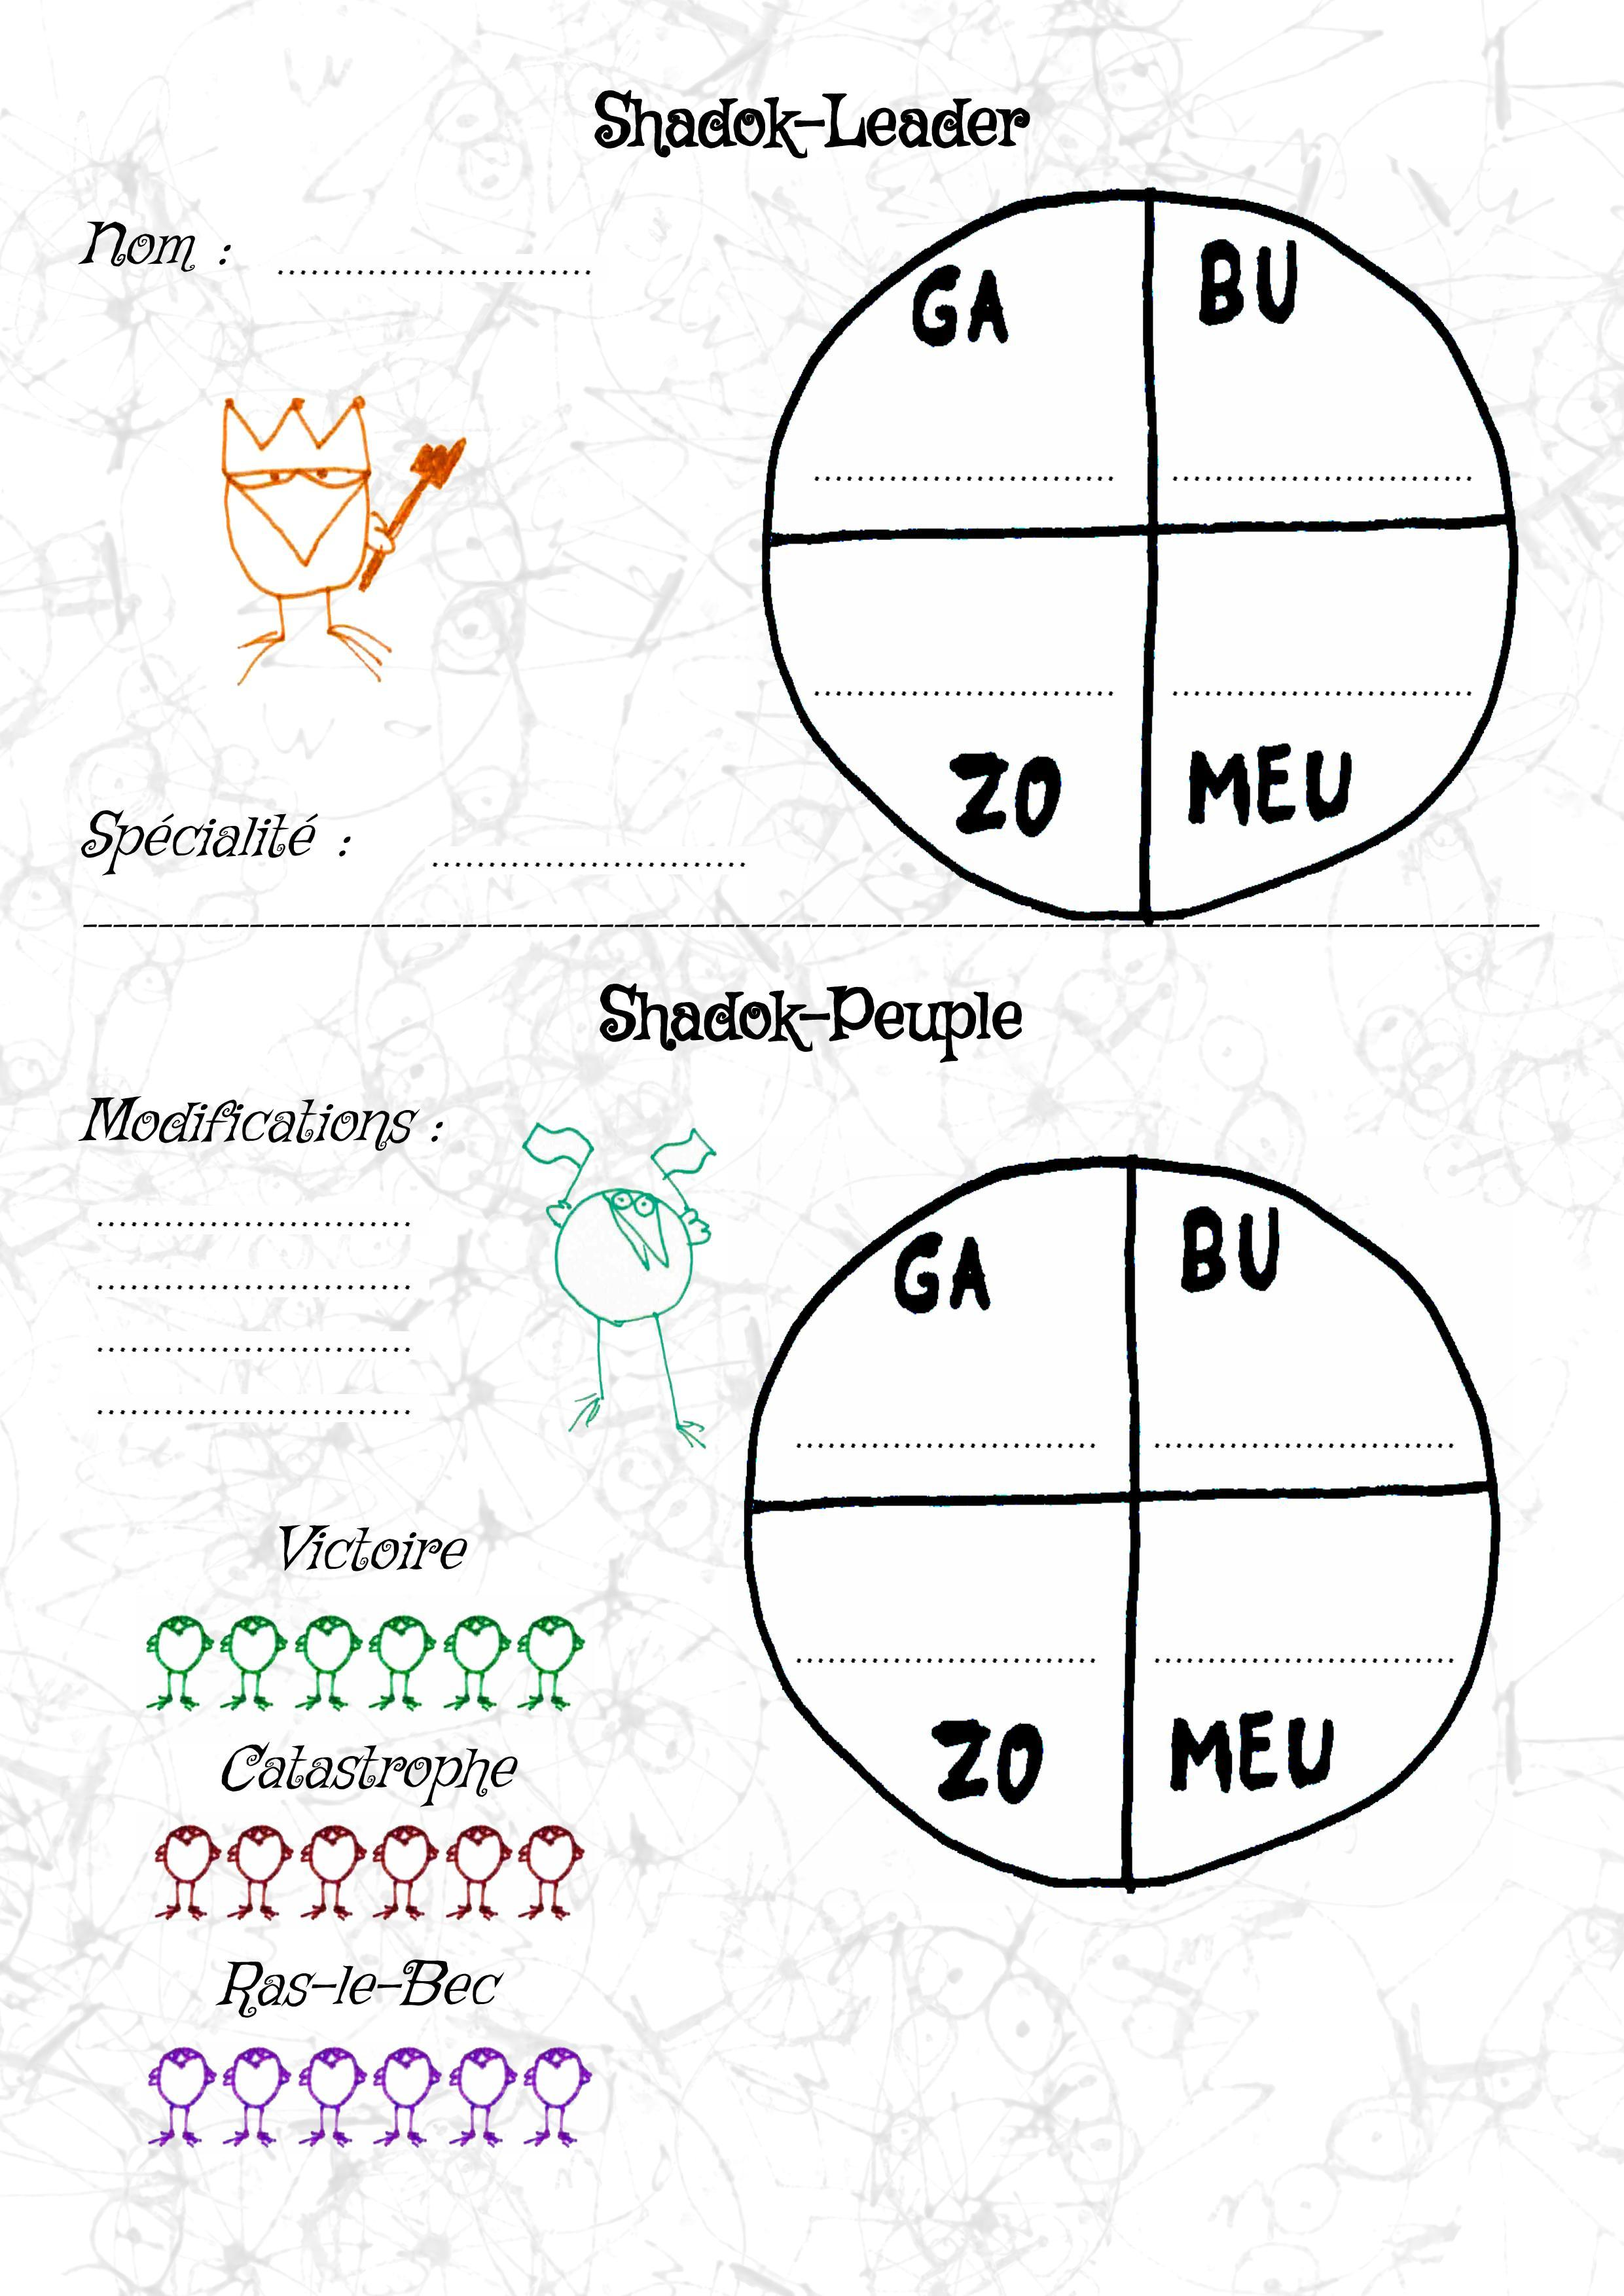 Shadok-Leader
Nom : ............................
GA
BU
............................
............................
............................
............................
ZO
MEU
Spécialité : ............................
Shadok-Peuple
Modifications :
............................
............................
............................
............................
GA
BU
............................
............................
............................
............................
ZO
MEU
Victoire
Catastrophe
Ras-le-Bec